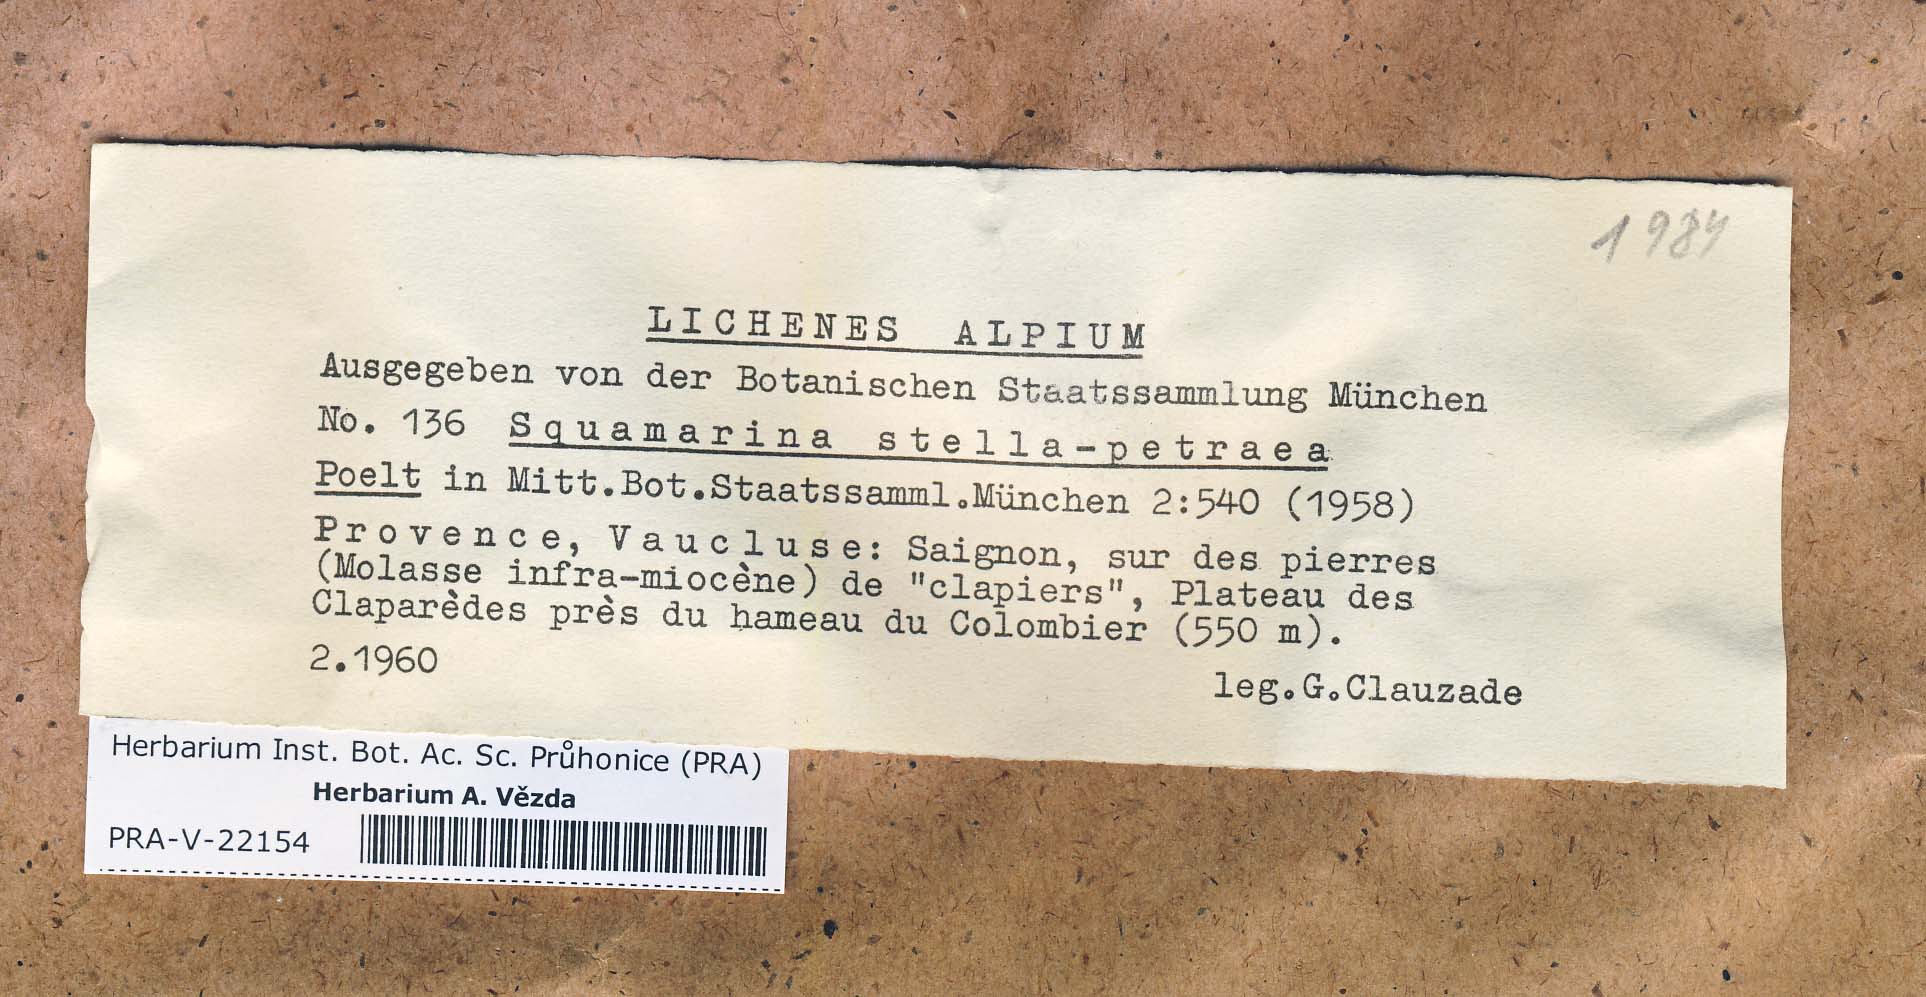 1984
LICHENES ALPIUM
Ausgegeben von der Botanischen Staatssammlung München
No. 136 Squamarina stella-petraea
Poelt in Mitt.Bot.Staatssamml.München 2:540 (1958)
Provence, Vaucluse: Saignon, sur des pierres
(Molasse infra-miocène) de "clapiers", Plateau des
Claparèdes près du hameau du Colombier (550 m).
2.1960
leg.G.Clauzade
Herbarium Inst. Bot. Ac. Sc. Průhonice (PRA)
Herbarium A. Vězda
PRA-V-22154